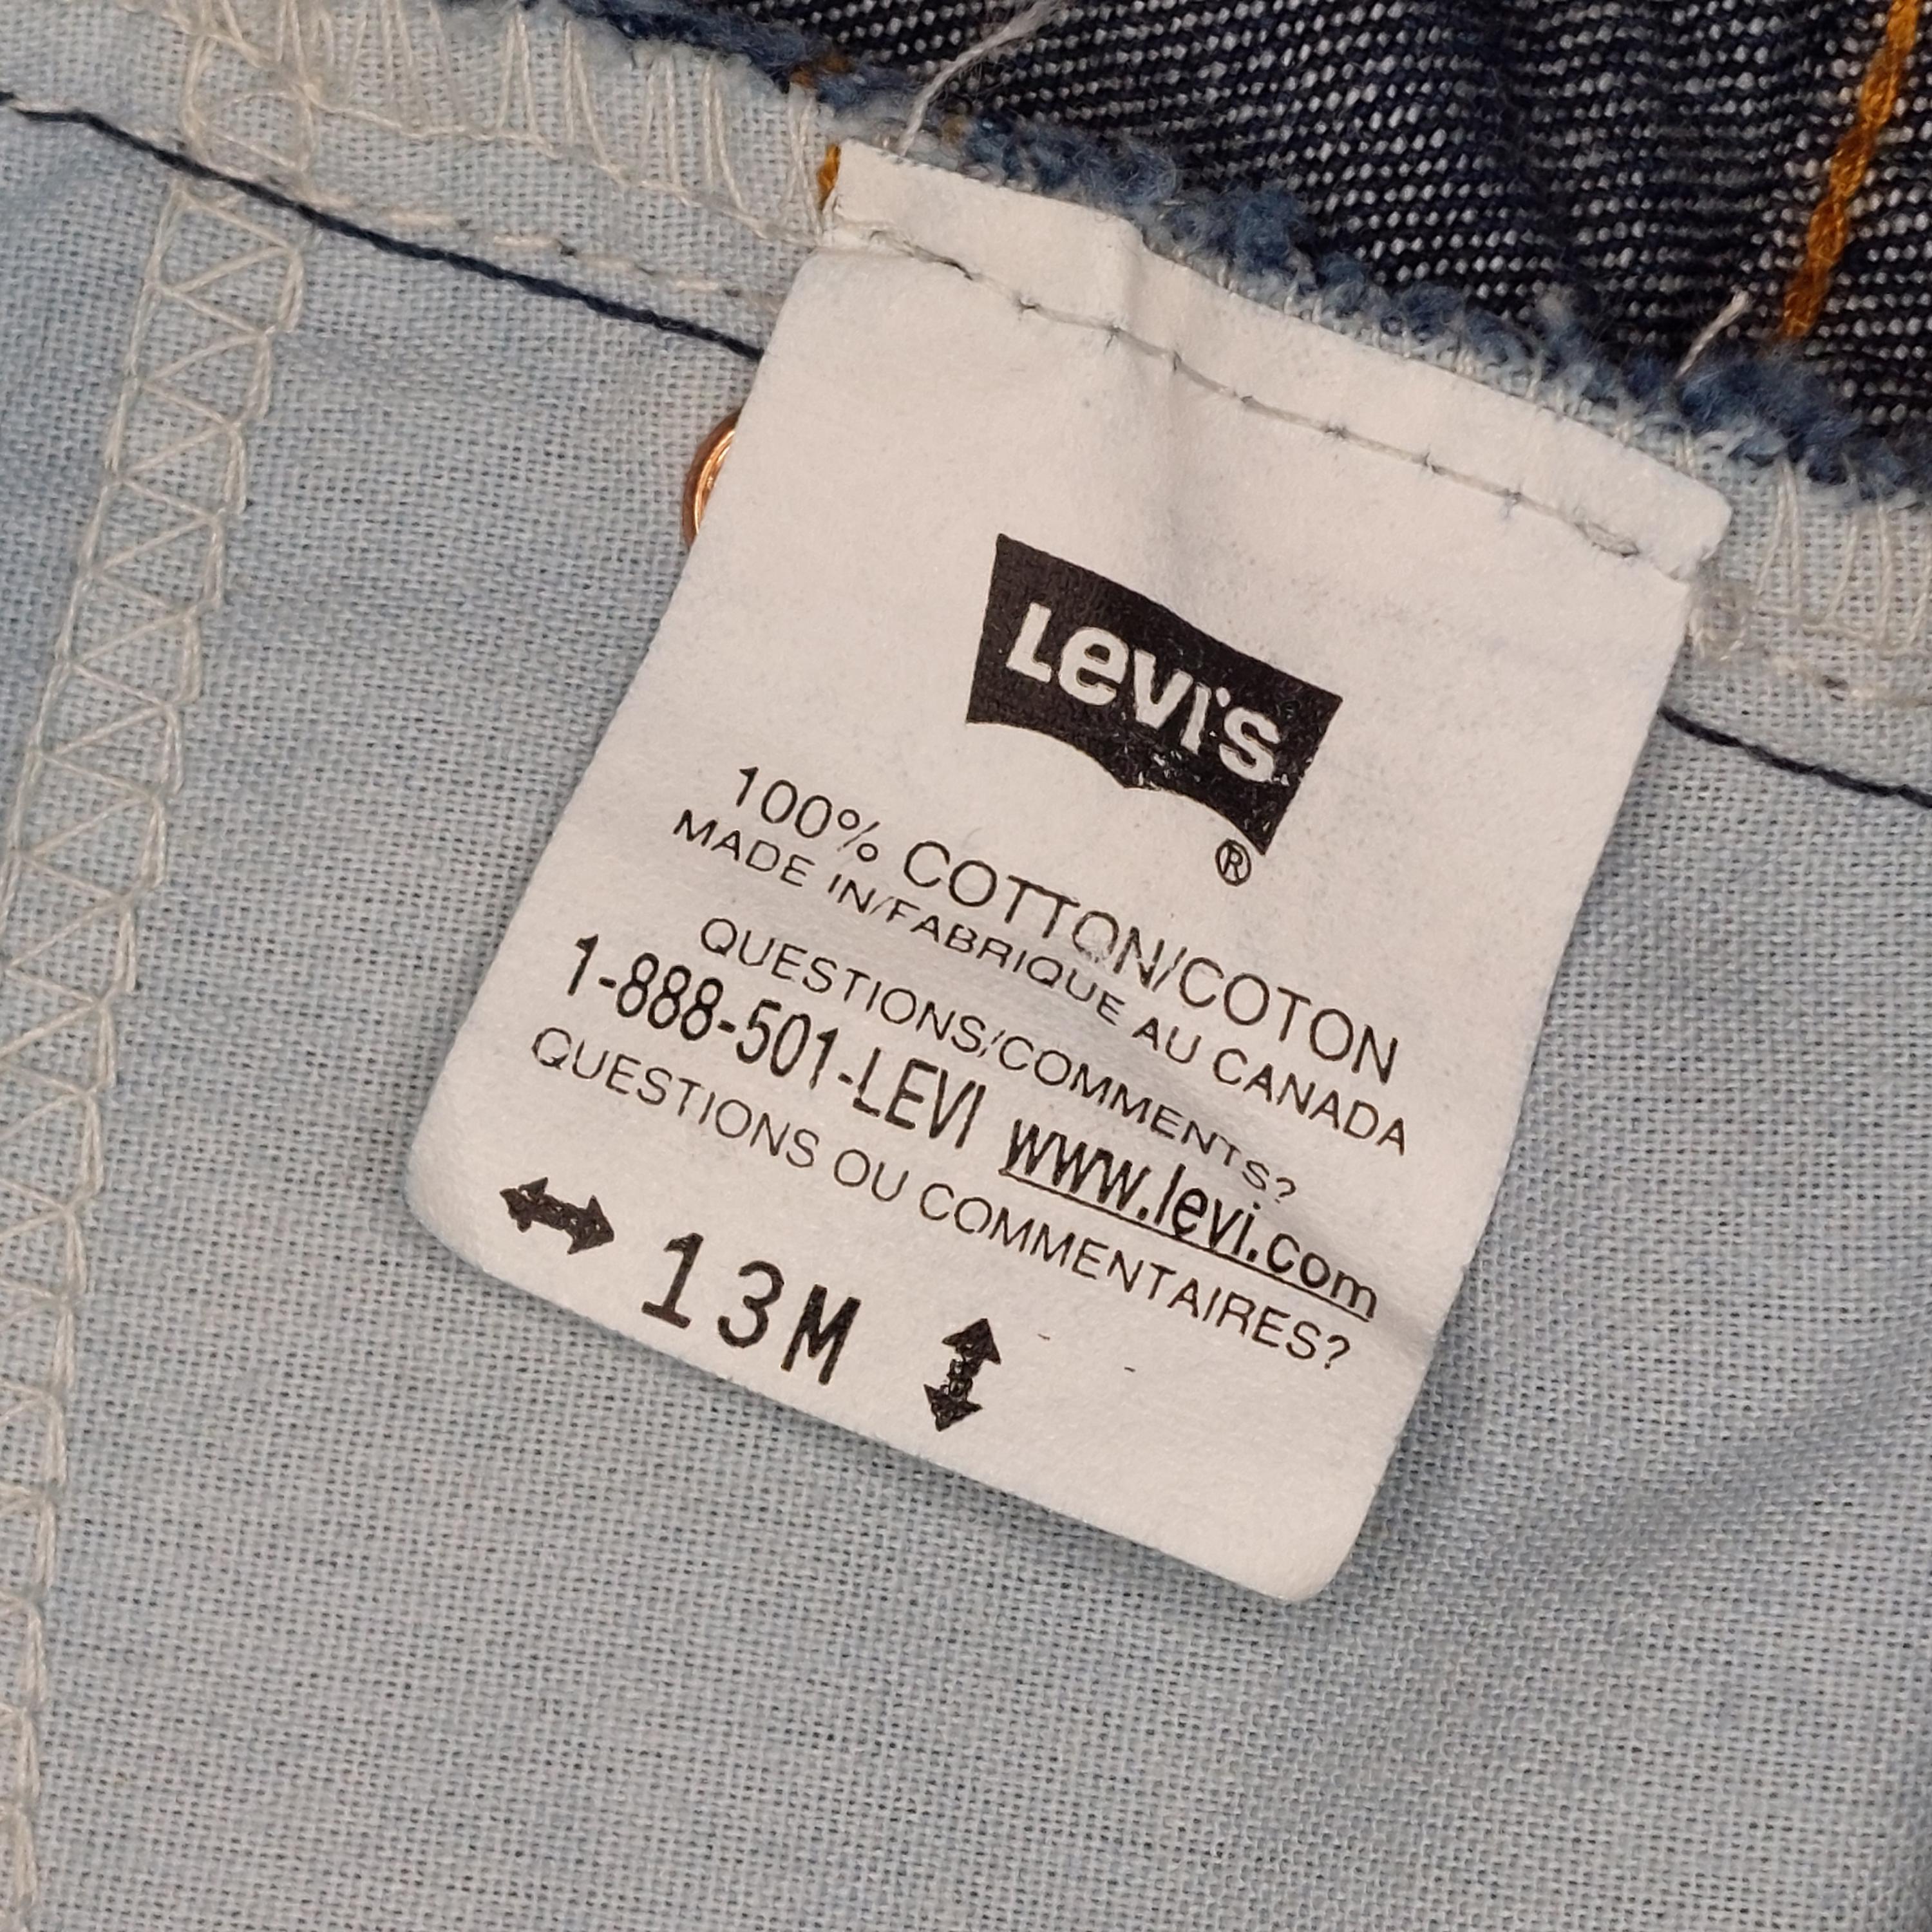 Levi's
®
100% COTTON/COTON
MADE IN/FABRIQUE AU CANADA
QUESTIONS/COMMENTS?
1-888-501-LEVI www.levi.com
QUESTIONS OU COMMENTAIRES?
↔ 13M ↕ - -